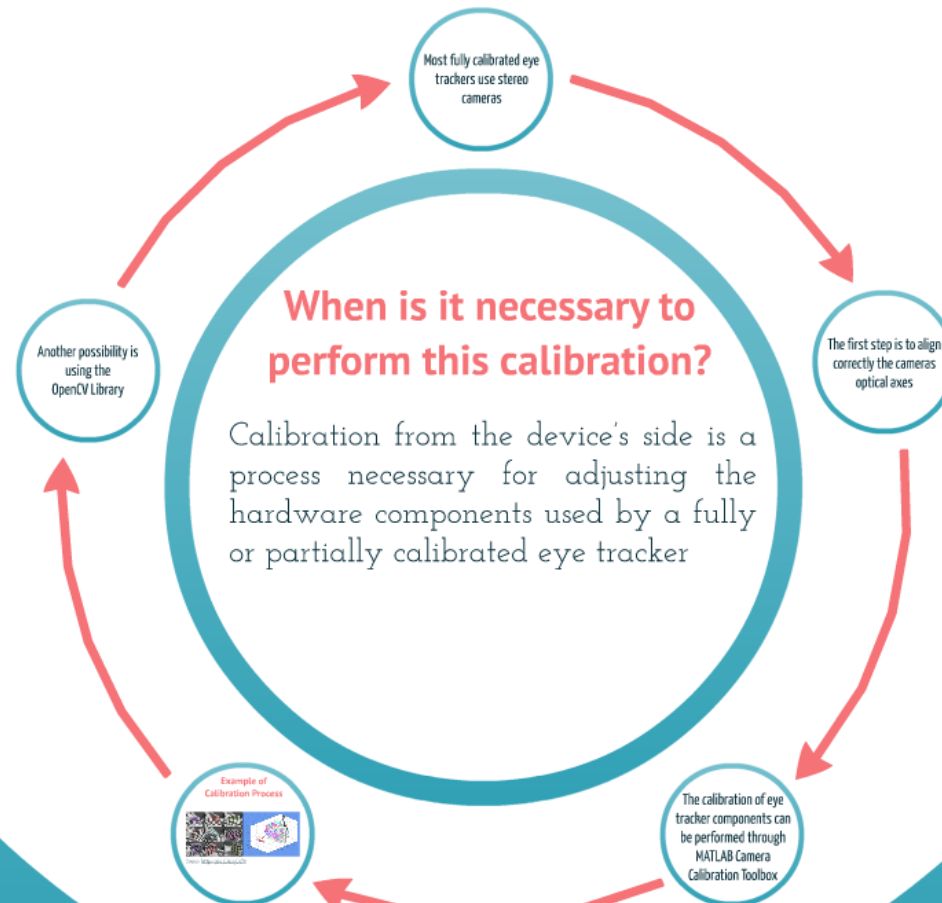 Most fully calibrated eye
trackers use stereo
cameras
The first step is to align
correctly the cameras
optical axes
The calibration of eye
tracker components can
be performed through
MATLAB Camera
Calibration Toolbox
Example of
Calibration Process
Another possibility is
using the
OpenCV Library
When is it necessary to
perform this calibration?
Calibration from the device's side is a
process necessary for adjusting the
hardware components used by a fully
or partially calibrated eye tracker